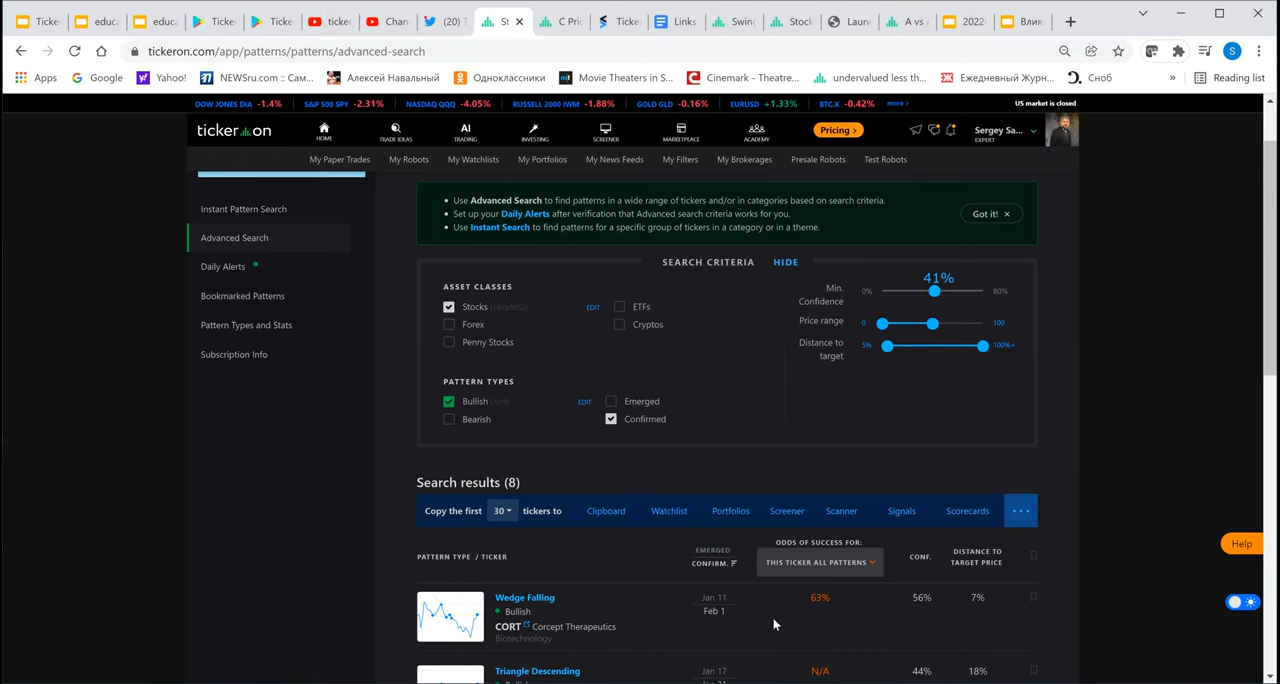 Ticker
educa
educa
Ticker
Ticker
ticker
Chan
(20) T
St
C Pric
Ticke
Links
Swing
Stock
Laun
A vs A
20220
Влия
tickeron.com/app/patterns/patterns/advanced-search
S
Apps
Google
Yahoo!
NEWSru.com :: Сам...
Алексей Навальный
Одноклассники
Movie Theaters in S...
Cinemark - Theatre...
undervalued less th...
Ежедневный Журн...
Сноб
»
Reading list
DOW JONES DIA -1.4%
S&P 500 SPY -2.31%
NASDAQ QQQ -4.05%
RUSSELL 2000 IWM -1.88%
GOLD GLD -0.16%
EURUSD +1.33%
BTC.X -0.42%
more >
US market is closed
ticker on
HOME
TRADE IDEAS
AI
TRADING
INVESTING
SCREENER
MARKETPLACE
ACADEMY
Pricing >
Sergey Sa...
EXPERT
My Paper Trades
My Robots
My Watchlists
My Portfolios
My News Feeds
My Filters
My Brokerages
Presale Robots
Test Robots
Instant Pattern Search
Advanced Search
Daily Alerts
Bookmarked Patterns
Pattern Types and Stats
Subscription Info
• Use Advanced Search to find patterns in a wide range of tickers and/or in categories based on search criteria.
• Set up your Daily Alerts after verification that Advanced search criteria works for you.
• Use Instant Search to find patterns for a specific group of tickers in a category or in a theme.
Got it! ×
SEARCH CRITERIA HIDE
ASSET CLASSES
Stocks
EDIT
ETFs
Forex
Cryptos
Penny Stocks
PATTERN TYPES
Bullish
EDIT
Emerged
Bearish
Confirmed
41%
Min.
Confidence
0%
80%
Price range
0
100
Distance to
target
5%
100%+
Search results (8)
Copy the first 30 tickers to
Clipboard
Watchlist
Portfolios
Screener
Scanner
Signals
Scorecards
...
PATTERN TYPE / TICKER
EMERGED
CONFIRM.
ODDS OF SUCCESS FOR:
THIS TICKER ALL PATTERNS
CONF.
DISTANCE TO
TARGET PRICE
Wedge Falling
Bullish
CORT Corcept Therapeutics
Biotechnology
Jan 11
Feb 1
63%
56%
7%
Triangle Descending
Jan 17
N/A
44%
18%
Help